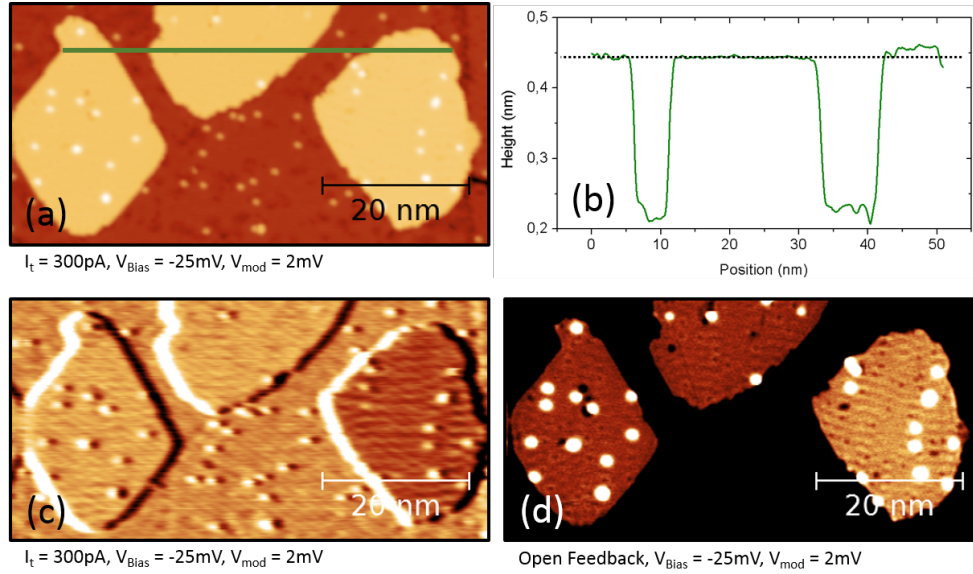 (a)
20 nm
I_t = 300pA, V_Bias = -25mV, V_mod = 2mV
0,5
0,4
0,3
0,2
Height (nm)
(b)
0 10 20 30 40 50
Position (nm)
(c)
20 nm
I_t = 300pA, V_Bias = -25mV, V_mod = 2mV
(d)
20 nm
Open Feedback, V_Bias = -25mV, V_mod = 2mV